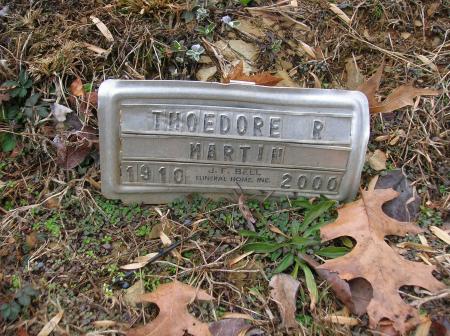 THOEDORE R
MARTIN
J. F. BELL
1910 FUNERAL HOME, INC. 2000